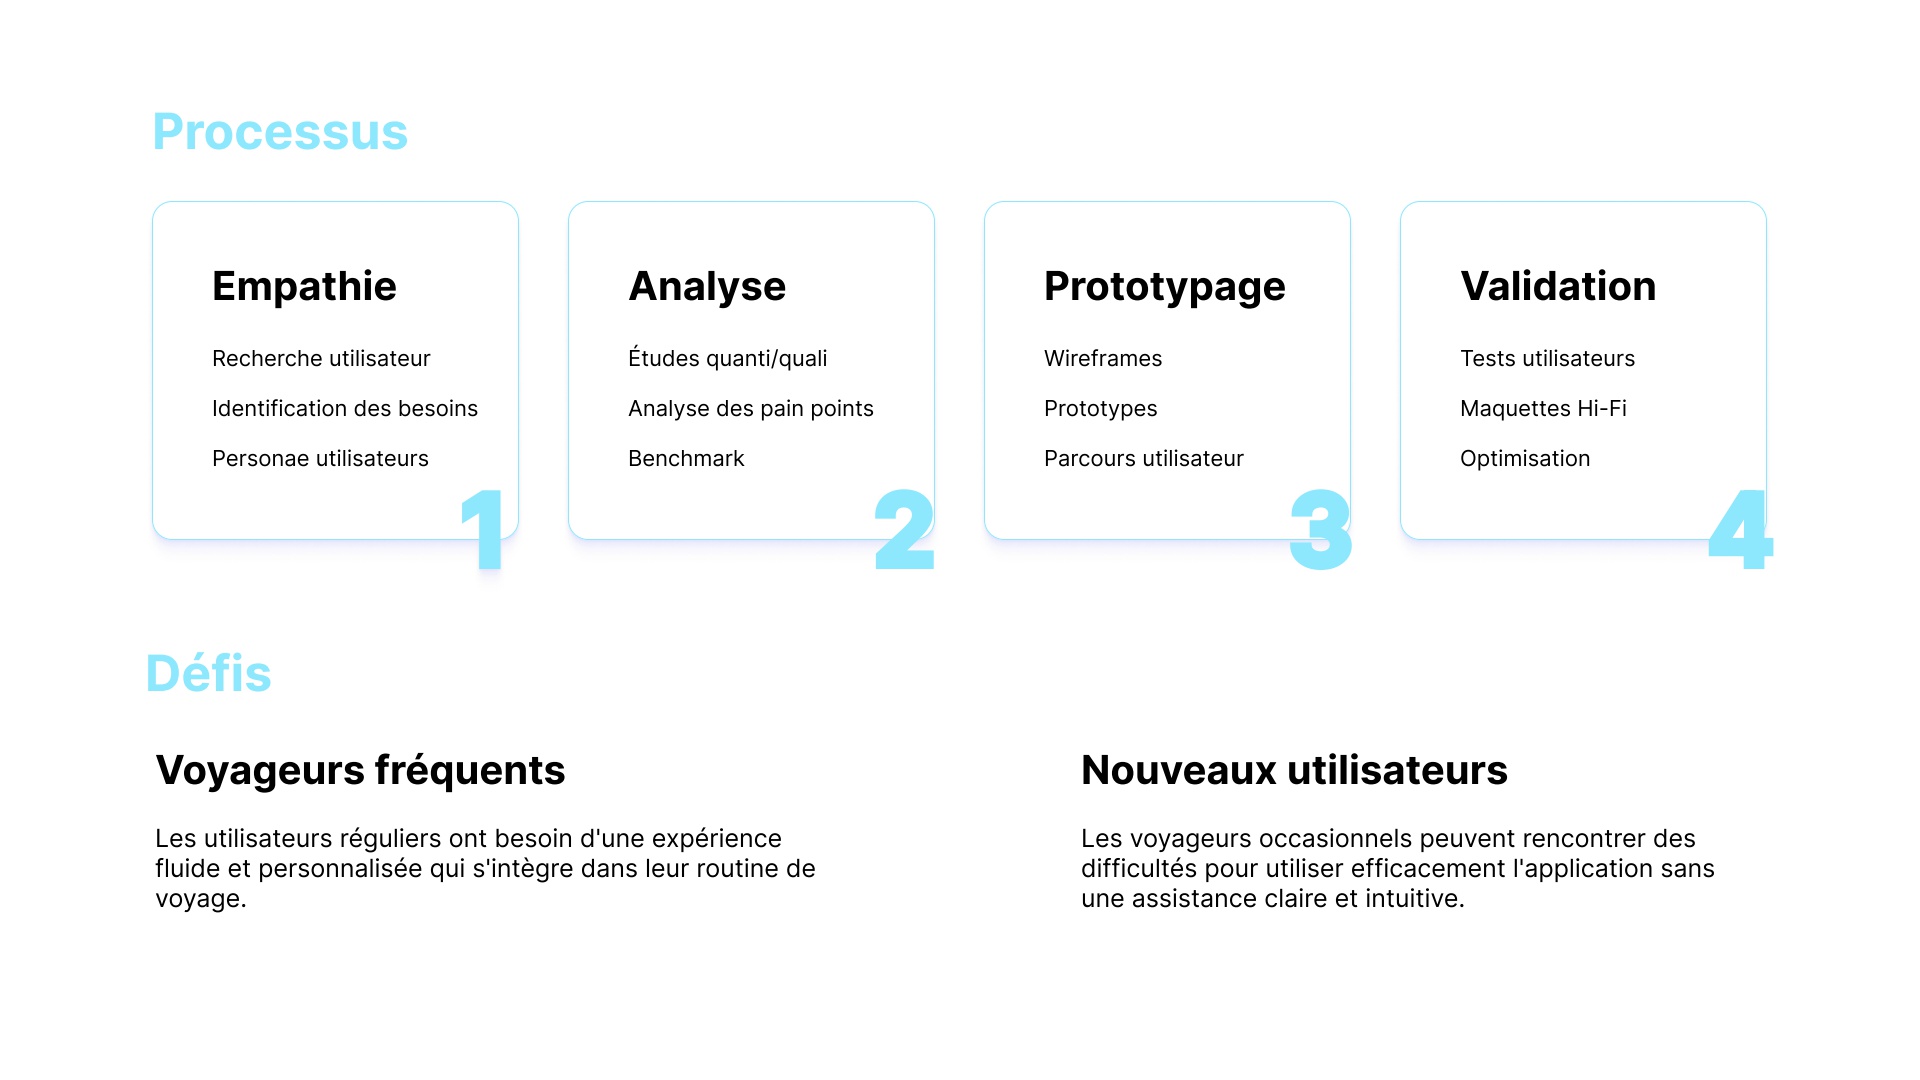 Processus
Empathie
Recherche utilisateur
Identification des besoins
Personae utilisateurs
1
Analyse
Études quanti/quali
Analyse des pain points
Benchmark
2
Prototypage
Wireframes
Prototypes
Parcours utilisateur
3
Validation
Tests utilisateurs
Maquettes Hi-Fi
Optimisation
4
Défis
Voyageurs fréquents
Les utilisateurs réguliers ont besoin d'une expérience
fluide et personnalisée qui s'intègre dans leur routine de
voyage.
Nouveaux utilisateurs
Les voyageurs occasionnels peuvent rencontrer des
difficultés pour utiliser efficacement l'application sans
une assistance claire et intuitive.